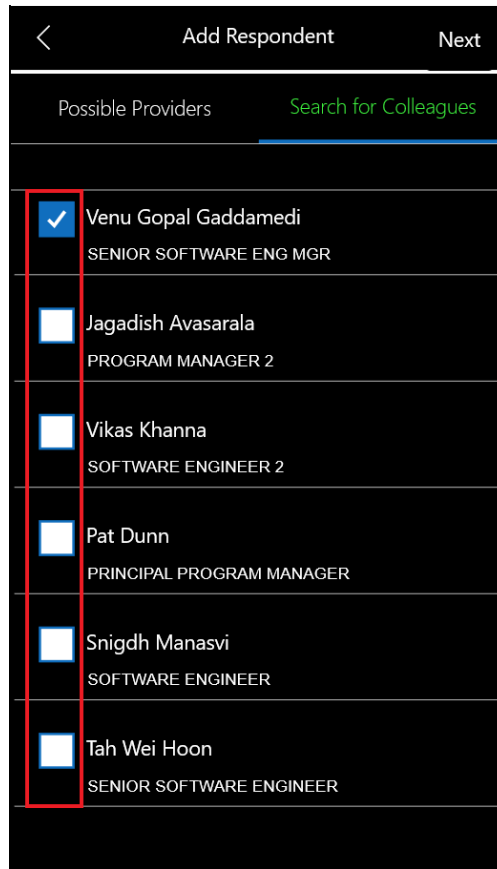 Add Respondent
Next
Possible Providers
Search for Colleagues
Venu Gopal Gaddamedi
SENIOR SOFTWARE ENG MGR
Jagadish Avasarala
PROGRAM MANAGER 2
Vikas Khanna
SOFTWARE ENGINEER 2
Pat Dunn
PRINCIPAL PROGRAM MANAGER
Snigdh Manasvi
SOFTWARE ENGINEER
Tah Wei Hoon
SENIOR SOFTWARE ENGINEER